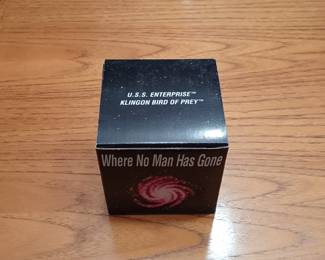 U.S.S. ENTERPRISE™
KLINGON BIRD OF PREY™
Where No Man Has Gone